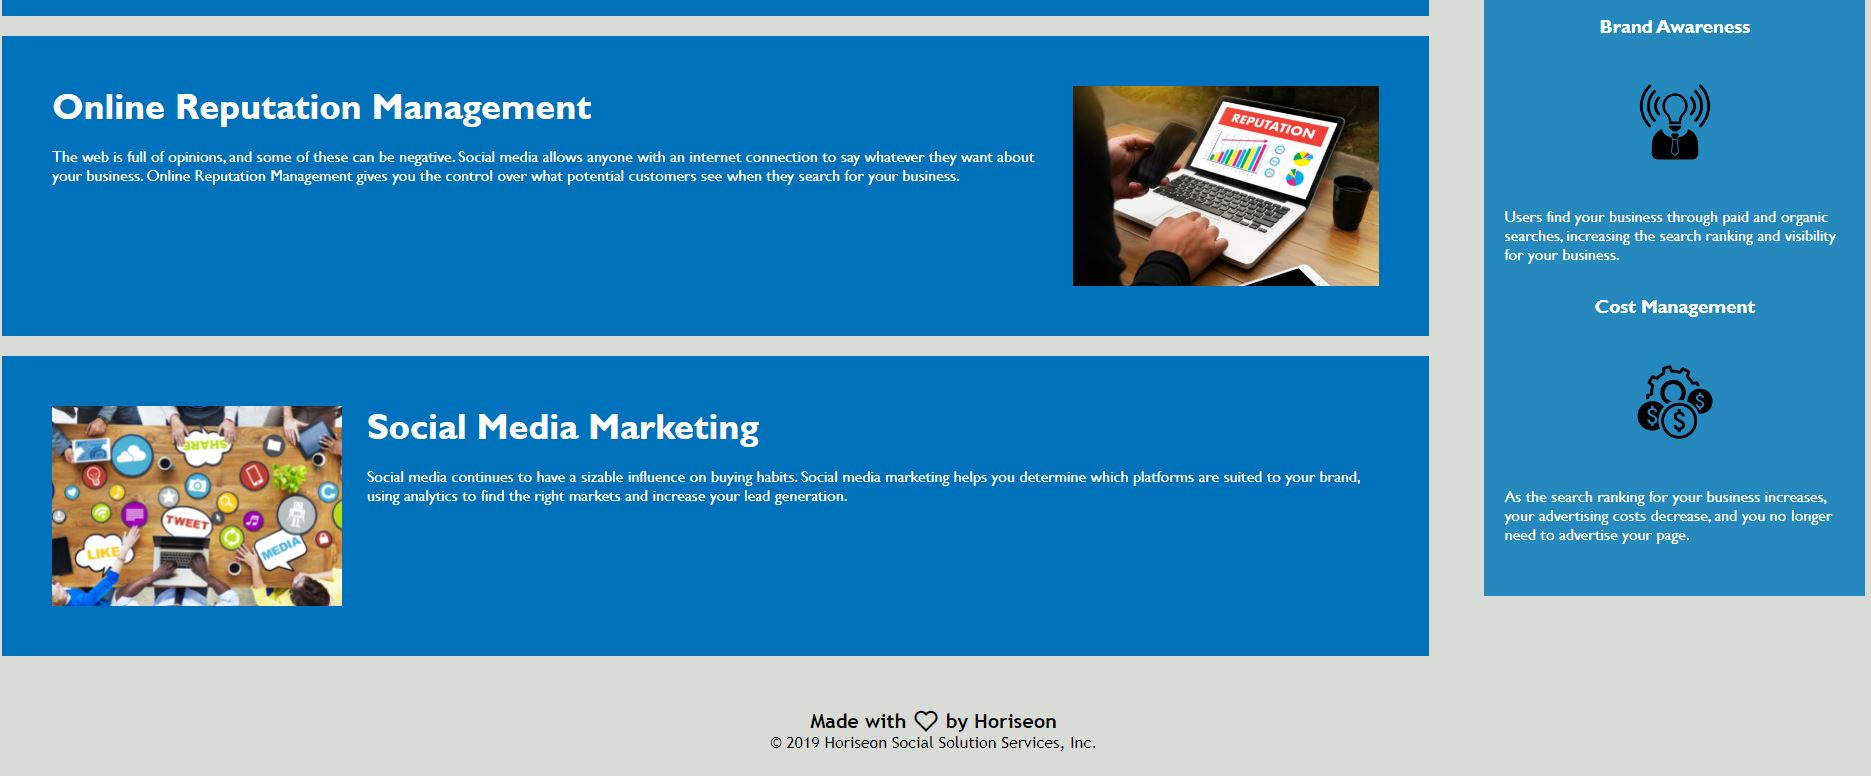 Online Reputation Management
The web is full of opinions, and some of these can be negative. Social media allows anyone with an internet connection to say whatever they want about
your business. Online Reputation Management gives you the control over what potential customers see when they search for your business.
REPUTATION
Social Media Marketing
Social media continues to have a sizable influence on buying habits. Social media marketing helps you determine which platforms are suited to your brand,
using analytics to find the right markets and increase your lead generation.
SHARE
TWEET
LIKE
MEDIA
Brand Awareness
Users find your business through paid and organic
searches, increasing the search ranking and visibility
for your business.
Cost Management
$ $ $
As the search ranking for your business increases,
your advertising costs decrease, and you no longer
need to advertise your page.
Made with ♡ by Horiseon
© 2019 Horiseon Social Solution Services, Inc.